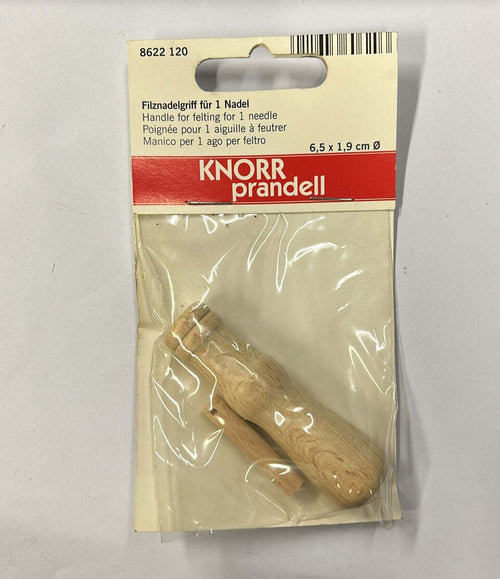 8622 120
Filznadelgriff für 1 Nadel
Handle for felting for 1 needle
Poignée pour 1 aiguille à feutrer
Manico per 1 ago per feltro
6,5 x 1,9 cm Ø
KNORR
prandell